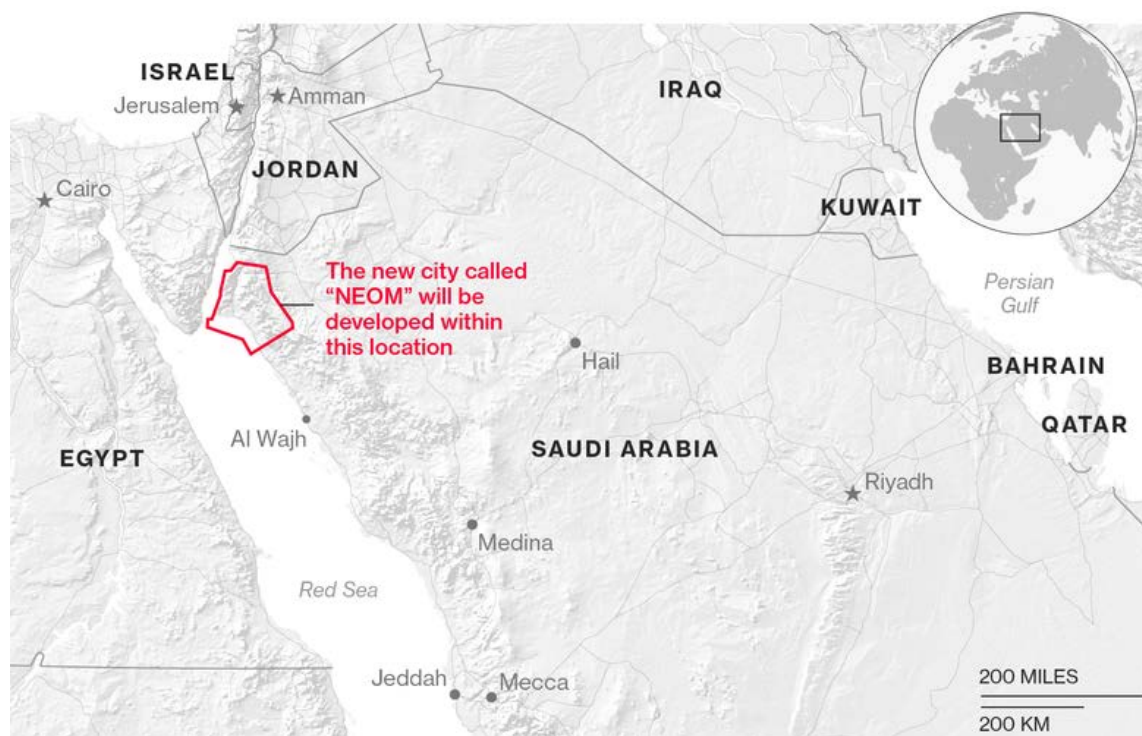 ISRAEL
Jerusalem
Amman
IRAQ
JORDAN
Cairo
KUWAIT
The new city called
“NEOM” will be
developed within
this location
Persian
Gulf
Hail
BAHRAIN
Al Wajh
QATAR
EGYPT
SAUDI ARABIA
Riyadh
Medina
Red Sea
Jeddah
Mecca
200 MILES
200 KM